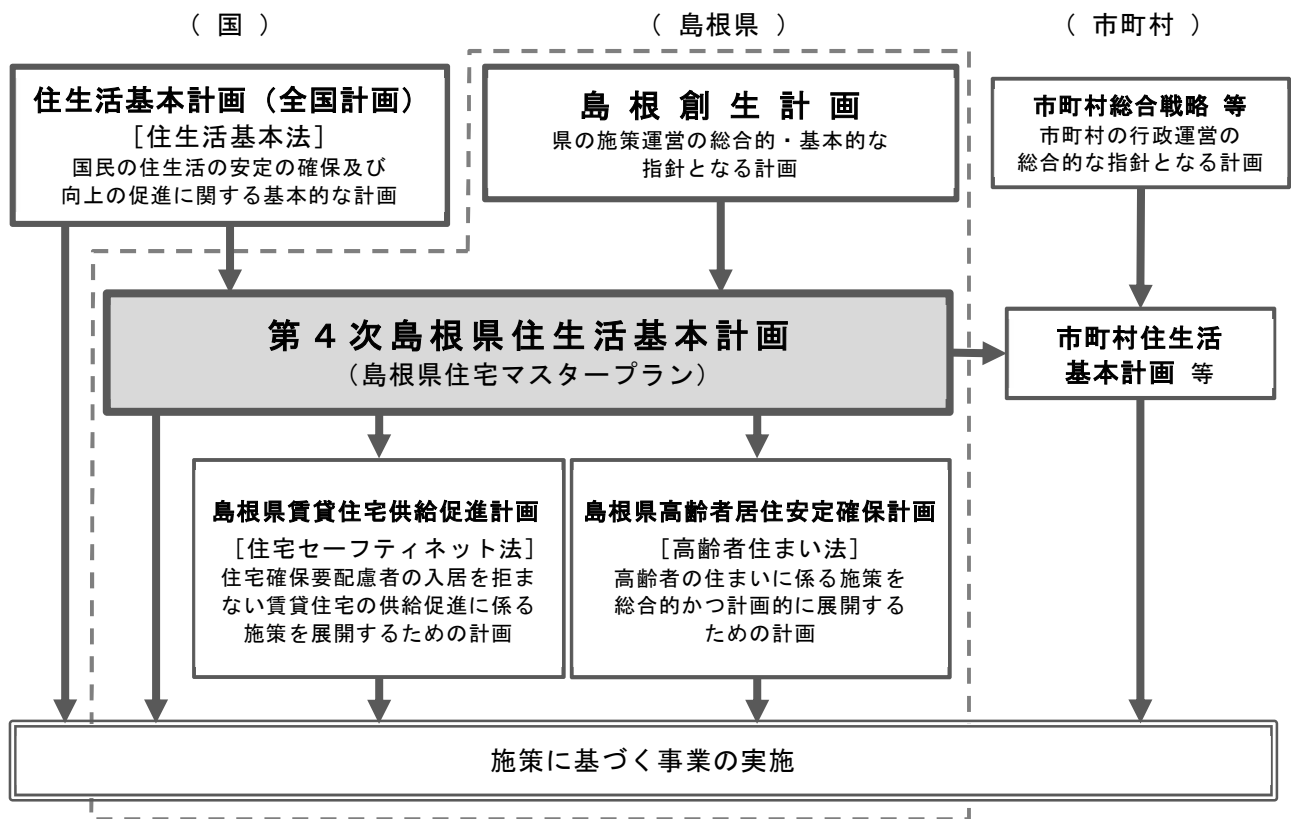 ( 国 )
( 島根県 )
( 市町村 )
住生活基本計画(全国計画)
[住生活基本法]
国民の住生活の安定の確保及び
向上の促進に関する基本的な計画
島根創生計画
県の施策運営の総合的・基本的な
指針となる計画
市町村総合戦略 等
市町村の行政運営の
総合的な指針となる計画
第4次島根県住生活基本計画
(島根県住宅マスタープラン)
市町村住生活
基本計画 等
島根県賃貸住宅供給促進計画
[住宅セーフティネット法]
住宅確保要配慮者の入居を拒ま
ない賃貸住宅の供給促進に係る
施策を展開するための計画
島根県高齢者居住安定確保計画
[高齢者住まい法]
高齢者の住まいに係る施策を
総合的かつ計画的に展開する
ための計画
施策に基づく事業の実施